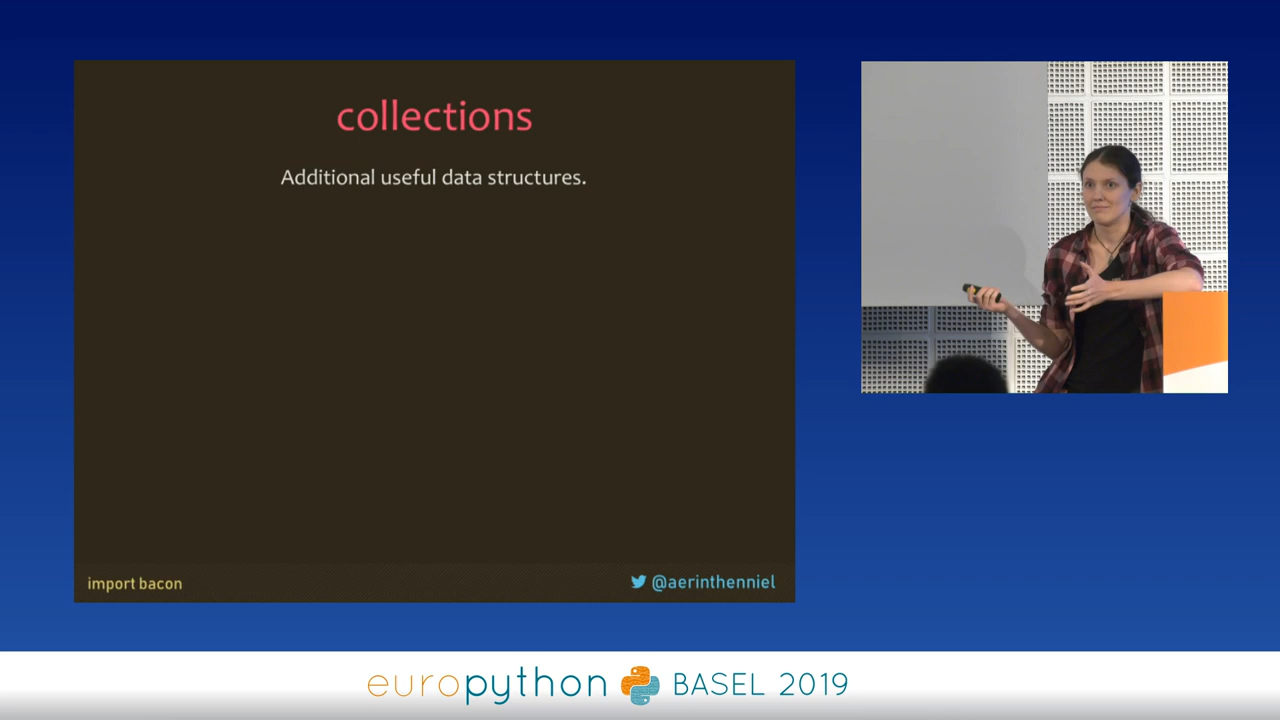 collections
Additional useful data structures.
import bacon
@aerinthenniel
europython BASEL 2019